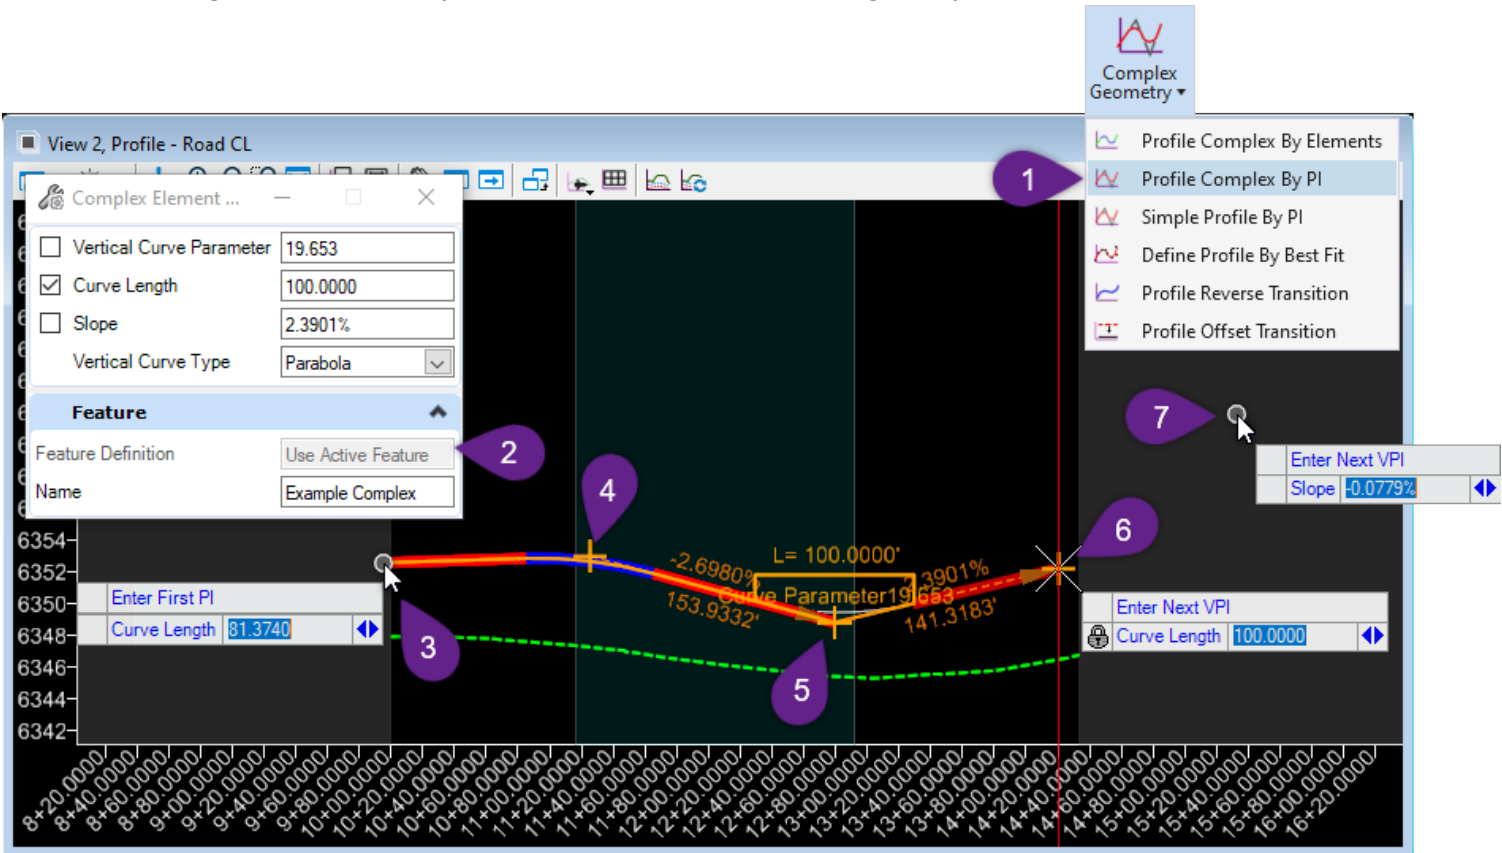 Complex
Geometry
View 2, Profile - Road CL
Profile Complex By Elements
1
Profile Complex By PI
Simple Profile By PI
Define Profile By Best Fit
Profile Reverse Transition
Profile Offset Transition
Complex Element ...
Vertical Curve Parameter 19.653
Curve Length 100.0000
Slope 2.3901%
Vertical Curve Type Parabola
Feature
Feature Definition Use Active Feature
2
Name Example Complex
7
Enter Next VPI
Slope -0.0779%
4
6
6354
6352
6350
6348
6346
6344
6342
-2.6980%
153.9332'
L= 100.0000'
Curve Parameter19.653
2.3901%
141.3183'
Enter First PI
Curve Length 81.3740
3
5
Enter Next VPI
Curve Length 100.0000
8+20.0000
8+40.0000
8+60.0000
8+80.0000
9+00.0000
9+20.0000
9+40.0000
9+60.0000
9+80.0000
10+00.0000
10+20.0000
10+40.0000
10+60.0000
10+80.0000
11+00.0000
11+20.0000
11+40.0000
11+60.0000
11+80.0000
12+00.0000
12+20.0000
12+40.0000
12+60.0000
12+80.0000
13+00.0000
13+20.0000
13+40.0000
13+60.0000
13+80.0000
14+00.0000
14+20.0000
14+40.0000
14+60.0000
14+80.0000
15+00.0000
15+20.0000
15+40.0000
15+60.0000
15+80.0000
16+00.0000
16+20.0000